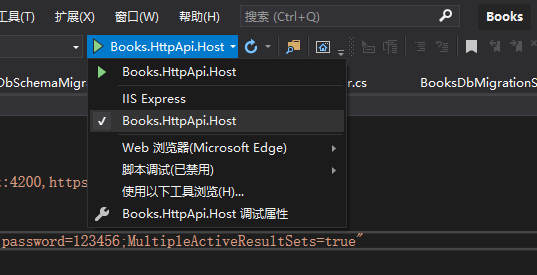 工具(T) 扩展(X) 窗口(W) 帮助(H) 搜索 (Ctrl+Q) Books
Books.HttpApi.Host
DbSchemaMigra
er.cs
BooksDbMigrationS
Books.HttpApi.Host
IIS Express
Books.HttpApi.Host
Web 浏览器(Microsoft Edge)
脚本调试(已禁用)
使用以下工具浏览(H)...
Books.HttpApi.Host 调试属性
t:4200,https
password=123456;MultipleActiveResultSets=true"